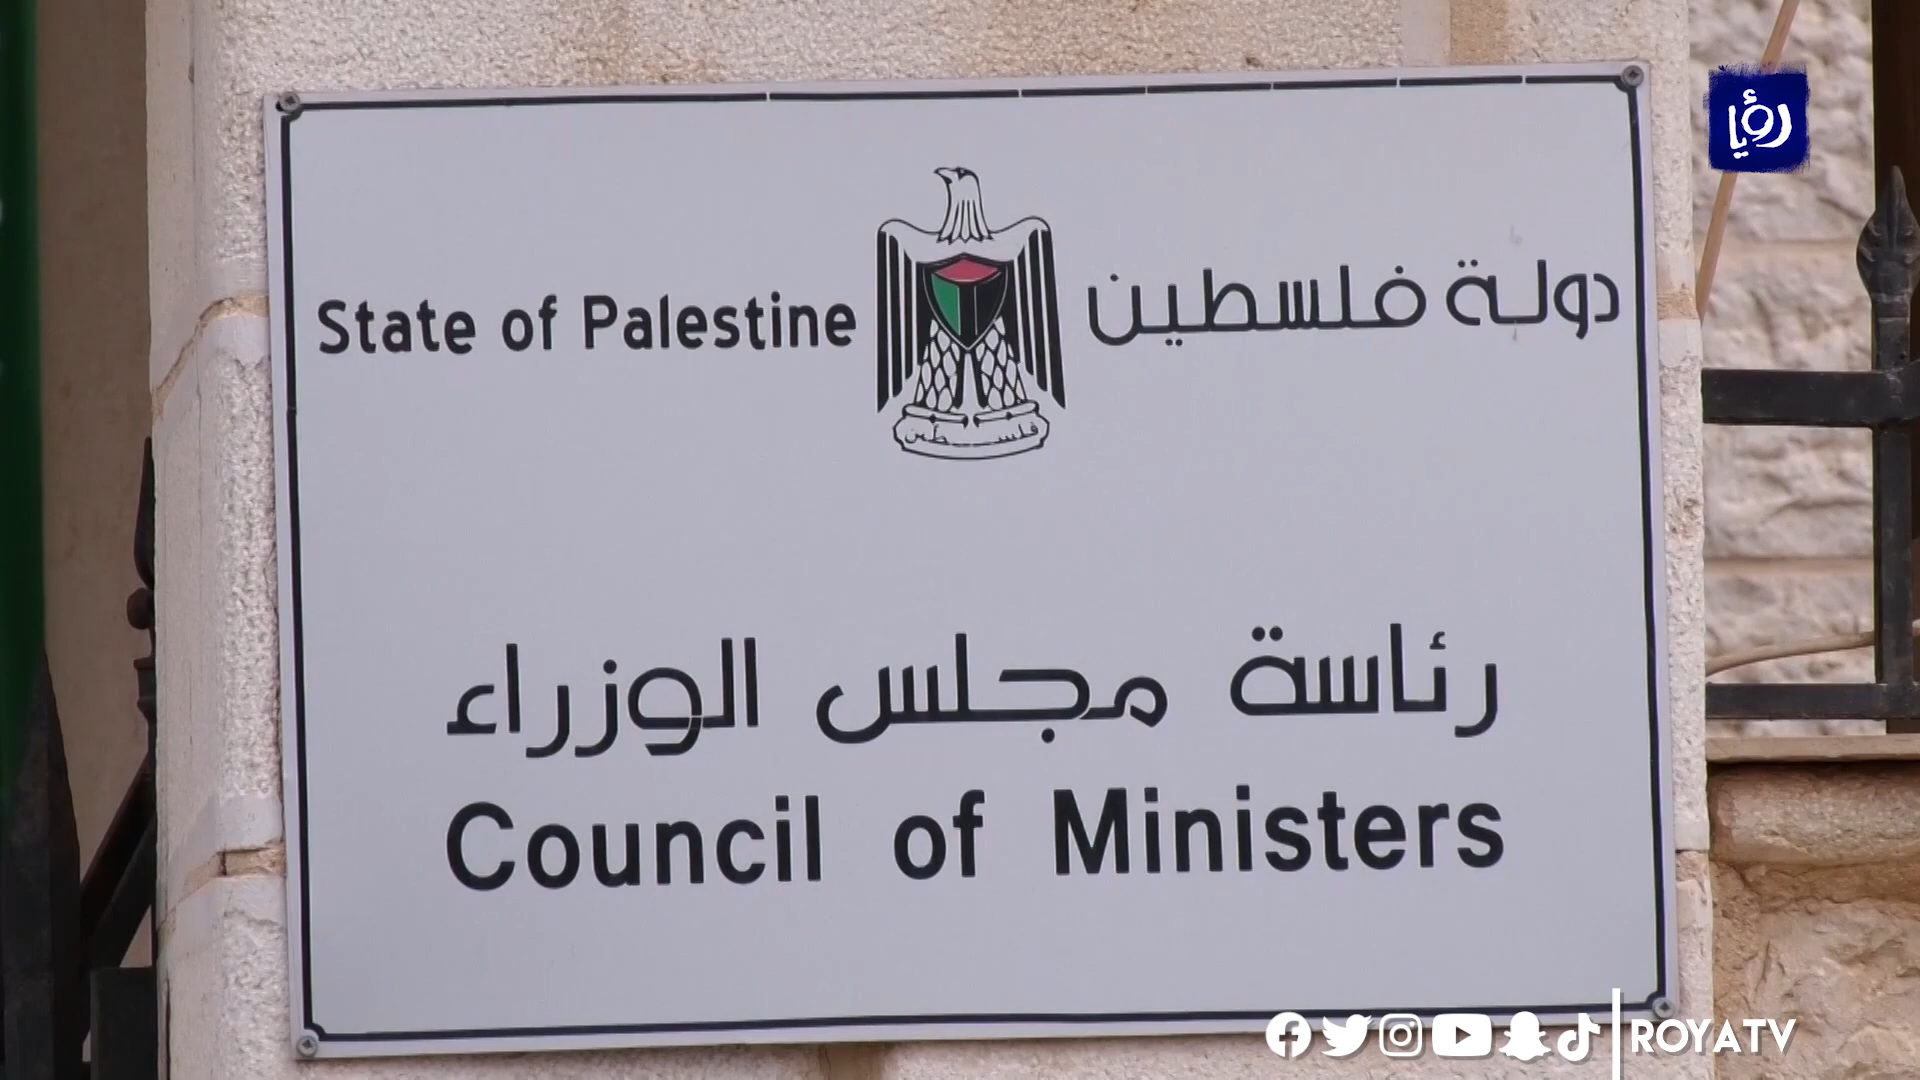 رؤيا
State of Palestine دولة فلسطين
فلسطين
رئاسة مجلس الوزراء
Council of Ministers
ROYATV